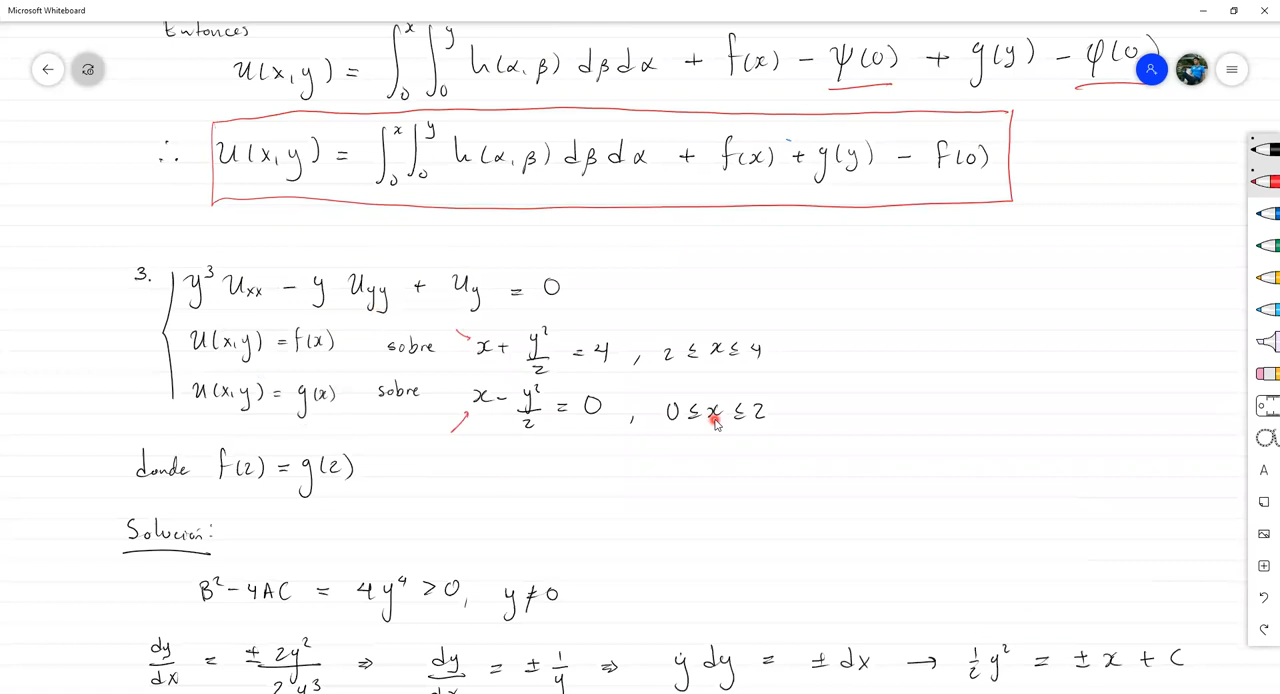 Microsoft Whiteboard
Entonces
u(x,y) = ∫₀ˣ ∫₀ʸ h(α,β) dβ dα + f(x) − ψ(0) + g(y) − φ(0)
∴ u(x,y) = ∫₀ˣ ∫₀ʸ h(α,β) dβ dα + f(x) + g(y) − f(0)
3. y³ uxx − y uyy + uy = 0
u(x,y) = f(x) sobre x + y²/2 = 4, 2 ≤ x ≤ 4
u(x,y) = g(x) sobre x − y²/2 = 0, 0 ≤ x ≤ 2
donde f(2) = g(2)
Solución:
B² − 4AC = 4y⁴ > 0, y ≠ 0
dy/dx = ± 2y²/2y³ ⇒ dy/dx = ± 1/y ⇒ y dy = ± dx → ½ y² = ± x + C